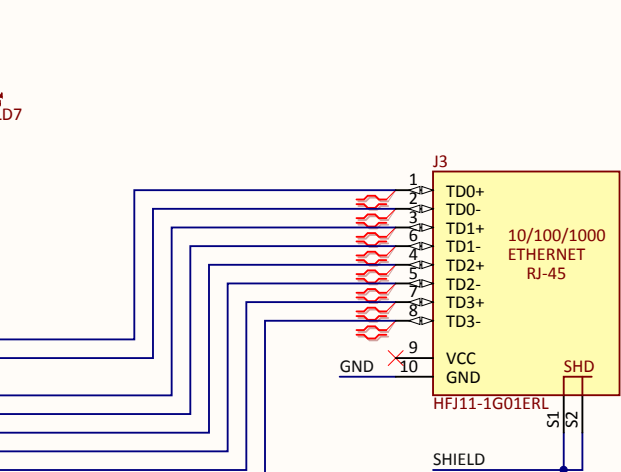 LD7
J3
1 TD0+
2 TD0-
3 TD1+
6 TD1-
4 TD2+
5 TD2-
7 TD3+
8 TD3-
10/100/1000
ETHERNET
RJ-45
9 VCC
GND 10 GND
SHD
HFJ11-1G01ERL
S1
S2
SHIELD